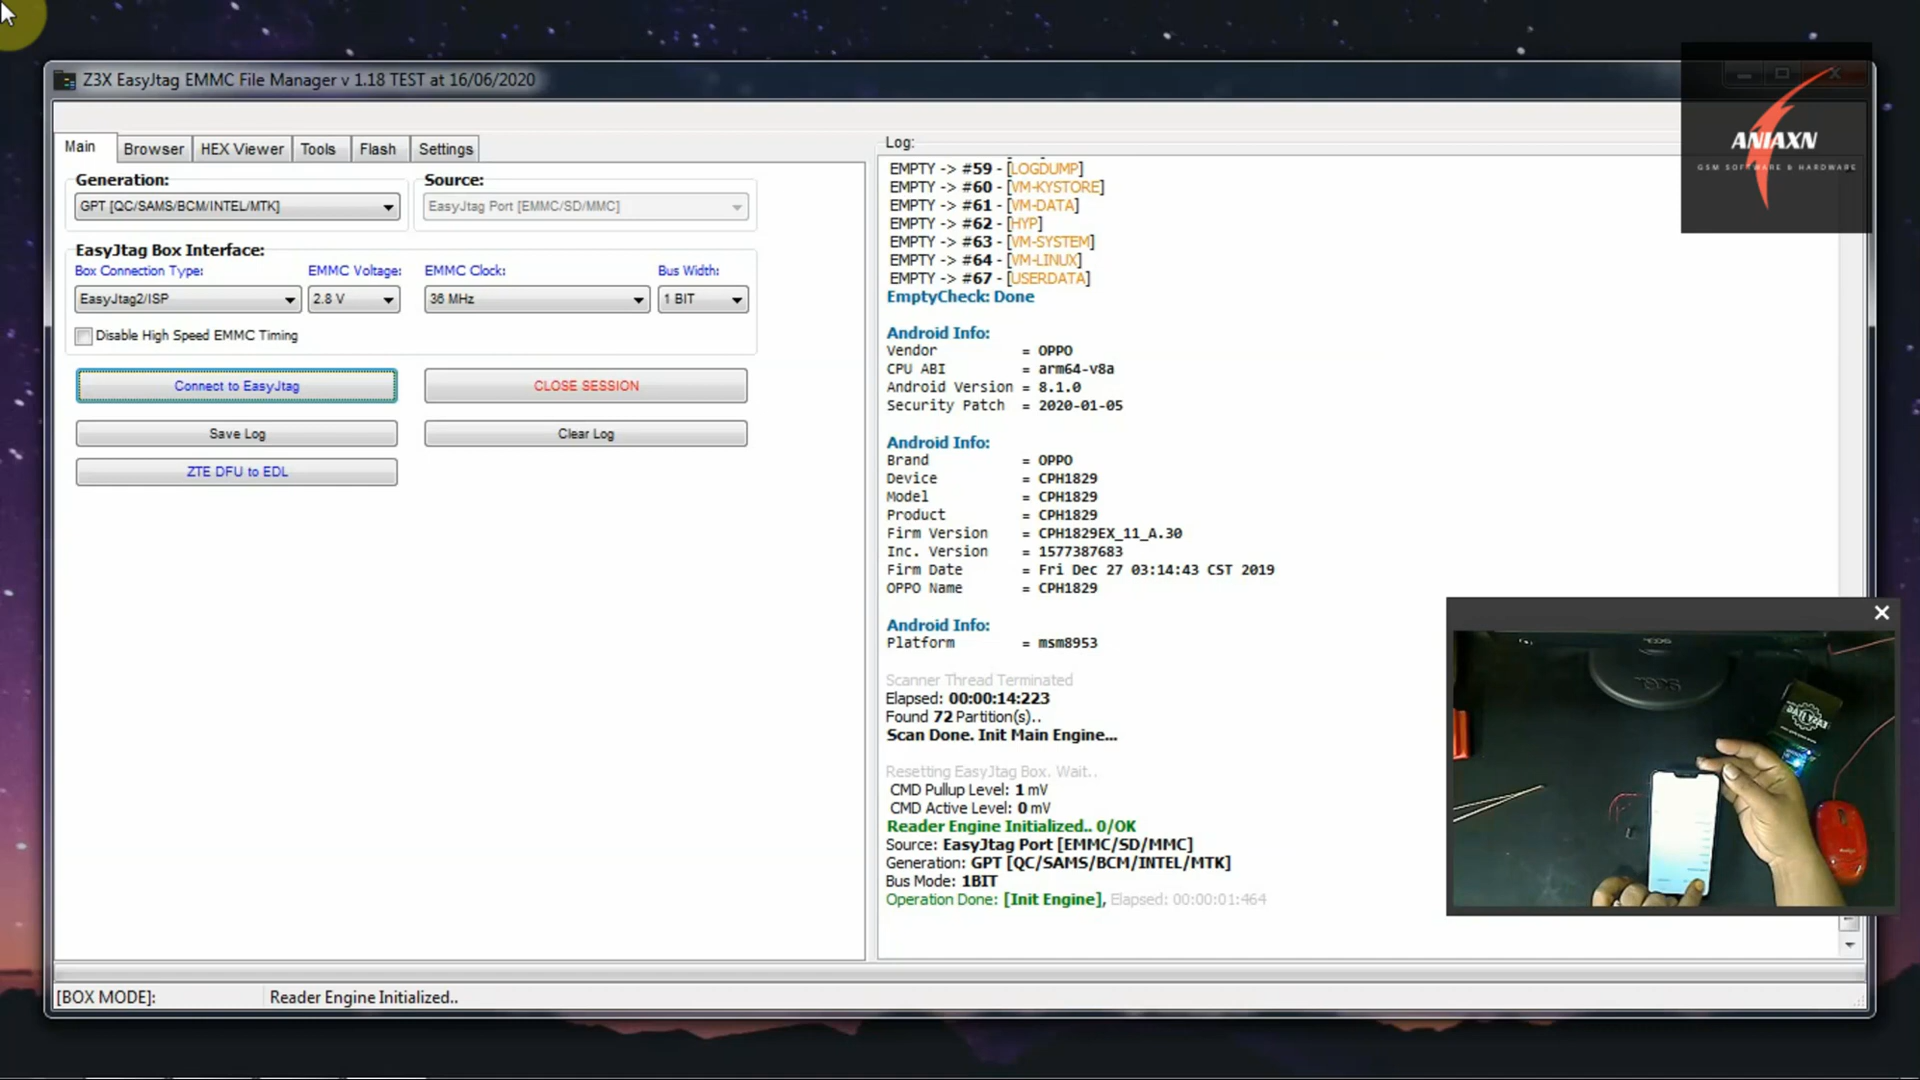 Z3X EasyJtag EMMC File Manager v 1.18 TEST at 16/06/2020
ANIAXN
GSM SOFTWARE & HARDWARE
Main Browser HEX Viewer Tools Flash Settings
Generation: Source:
GPT [QC/SAMS/BCM/INTEL/MTK] EasyJtag Port [EMMC/SD/MMC]
EasyJtag Box Interface:
Box Connection Type: EMMC Voltage: EMMC Clock: Bus Width:
EasyJtag2/ISP 2.8 V 36 MHz 1 BIT
Disable High Speed EMMC Timing
Connect to EasyJtag CLOSE SESSION
Save Log Clear Log
ZTE DFU to EDL
Log:
EMPTY -> #59 - [LOGDUMP]
EMPTY -> #60 - [VM-KYSTORE]
EMPTY -> #61 - [VM-DATA]
EMPTY -> #62 - [HYP]
EMPTY -> #63 - [VM-SYSTEM]
EMPTY -> #64 - [VM-LINUX]
EMPTY -> #67 - [USERDATA]
EmptyCheck: Done
Android Info:
Vendor = OPPO
CPU ABI = arm64-v8a
Android Version = 8.1.0
Security Patch = 2020-01-05
Android Info:
Brand = OPPO
Device = CPH1829
Model = CPH1829
Product = CPH1829
Firm Version = CPH1829EX_11_A.30
Inc. Version = 1577387683
Firm Date = Fri Dec 27 03:14:43 CST 2019
OPPO Name = CPH1829
Android Info:
Platform = msm8953
Scanner Thread Terminated
Elapsed: 00:00:14:223
Found 72 Partition(s)..
Scan Done. Init Main Engine...
Resetting EasyJtag Box. Wait..
CMD Pullup Level: 1 mV
CMD Active Level: 0 mV
Reader Engine Initialized.. 0/OK
Source: EasyJtag Port [EMMC/SD/MMC]
Generation: GPT [QC/SAMS/BCM/INTEL/MTK]
Bus Mode: 1BIT
Operation Done: [Init Engine], Elapsed: 00:00:01:464
EASY JTAG
[BOX MODE]: Reader Engine Initialized..